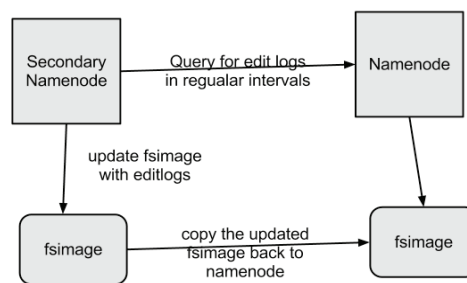 Secondary
Namenode
Query for edit logs
in regualar intervals
Namenode
update fsimage
with editlogs
fsimage
copy the updated
fsimage back to
namenode
fsimage